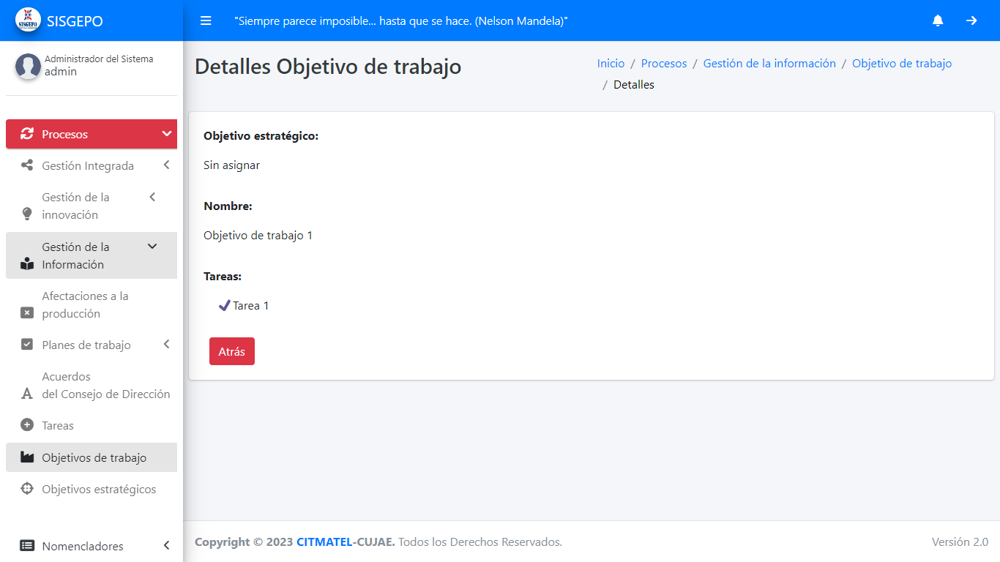 SISGEPO
SISGEPO
"Siempre parece imposible... hasta que se hace. (Nelson Mandela)"
Administrador del Sistema
admin
Procesos
Gestión Integrada
Gestión de la
innovación
Gestión de la
Información
Afectaciones a la
producción
Planes de trabajo
Acuerdos
del Consejo de Dirección
Tareas
Objetivos de trabajo
Objetivos estratégicos
Nomencladores
Detalles Objetivo de trabajo
Inicio / Procesos / Gestión de la información / Objetivo de trabajo
/ Detalles
Objetivo estratégico:
Sin asignar
Nombre:
Objetivo de trabajo 1
Tareas:
Tarea 1
Atrás
Copyright © 2023 CITMATEL-CUJAE. Todos los Derechos Reservados.
Versión 2.0